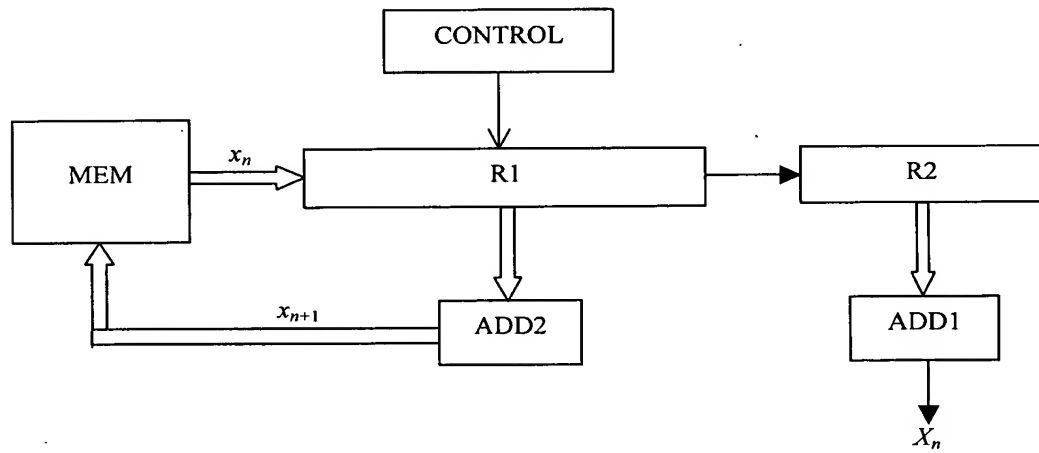 CONTROL
x_n
MEM
R1
R2
x_{n+1}
ADD2
ADD1
X_n